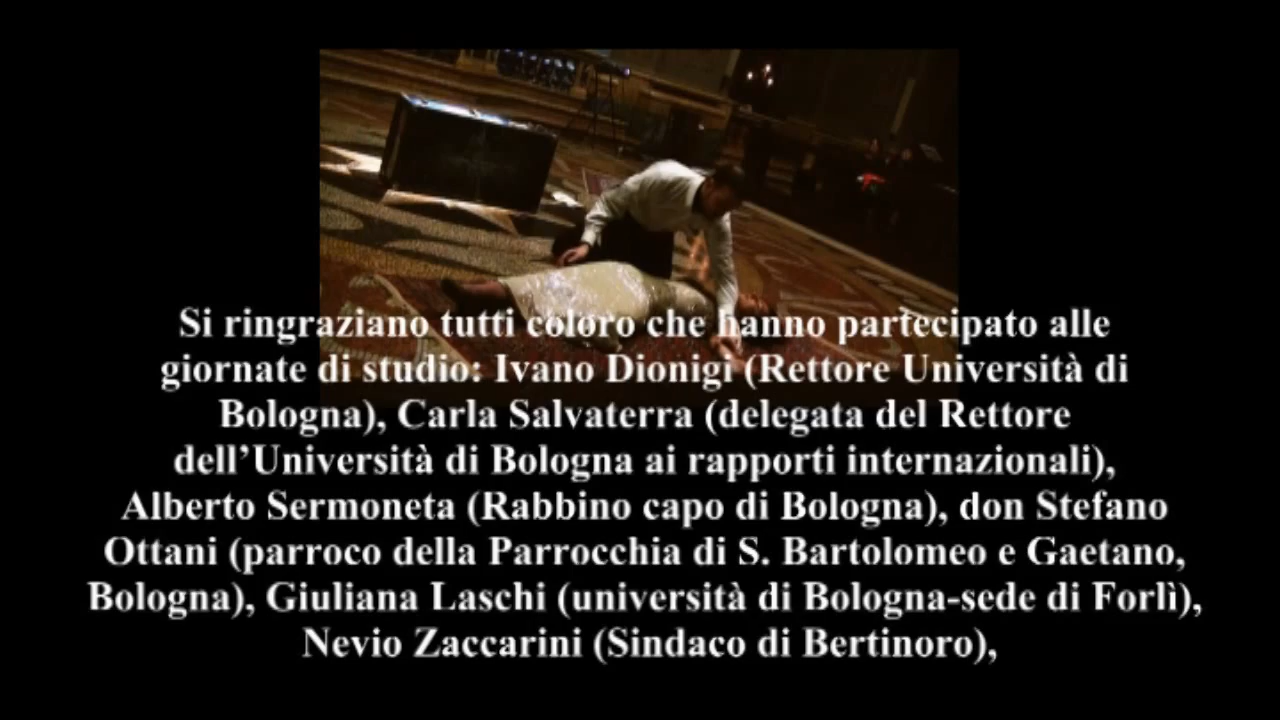 Si ringraziano tutti coloro che hanno partecipato alle
giornate di studio: Ivano Dionigi (Rettore Università di
Bologna), Carla Salvaterra (delegata del Rettore
dell’Università di Bologna ai rapporti internazionali),
Alberto Sermoneta (Rabbino capo di Bologna), don Stefano
Ottani (parroco della Parrocchia di S. Bartolomeo e Gaetano,
Bologna), Giuliana Laschi (università di Bologna-sede di Forlì),
Nevio Zaccarini (Sindaco di Bertinoro),